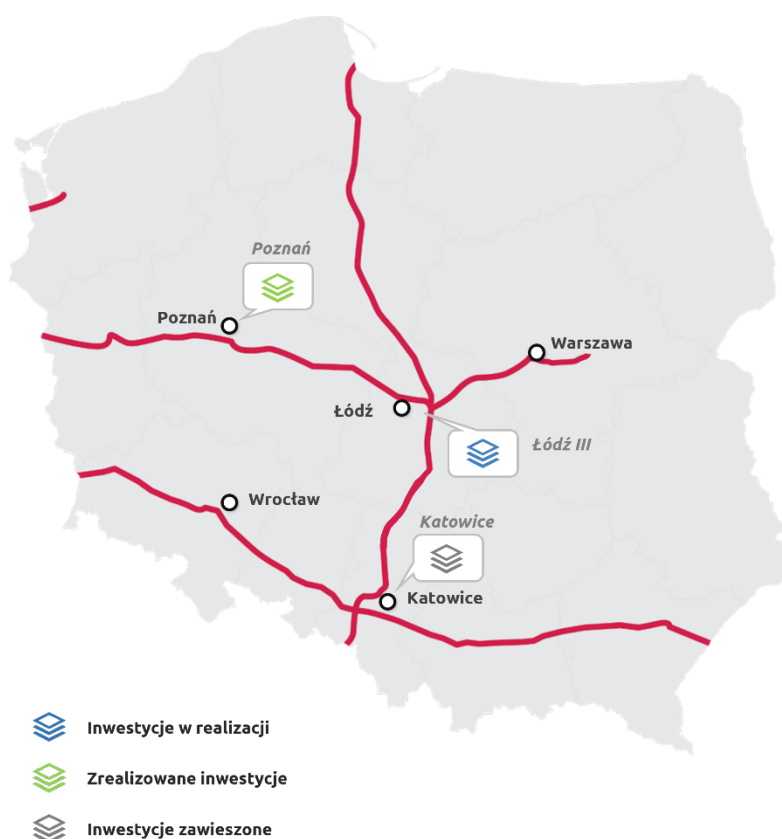 Poznań
Poznań
Warszawa
Łódź
Łódź III
Wrocław
Katowice
Katowice
Inwestycje w realizacji
Zrealizowane inwestycje
Inwestycje zawieszone